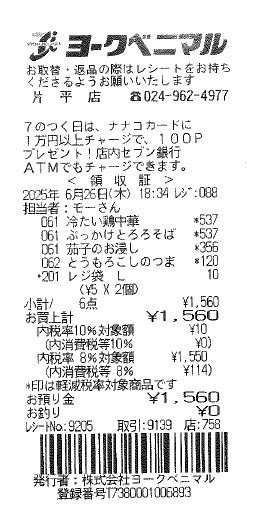 ヨークベニマル
お取替・返品の際はレシートをお持ち
くださるようお願いいたします
片平店 ☎024-962-4977
7のつく日は、ナナコカードに
1万円以上チャージで、100P
プレゼント!店内セブン銀行
ATMでもチャージできます。
< 領 収 証 >
2025年 6月26日(木) 18:34 レジ:088
担当者:モーさん
061 冷たい鶏中華 *537
061 ぶっかけとろろそば *537
061 茄子のお浸し *356
062 とうもろこしのつま *120
*201 レジ袋 L 10
(¥5 X 2個)
小計/ 6点 ¥1,560
お買上計 ¥1,560
内税率10%対象額 ¥10
(内消費税等10% ¥0)
内税率 8%対象額 ¥1,550
(内消費税等 8% ¥114)
*印は軽減税率対象商品です
お預り金 ¥1,560
お釣り ¥0
レシートNo:9205 取引:9139 店:758
発行者:株式会社ヨークベニマル
登録番号T7380001006893